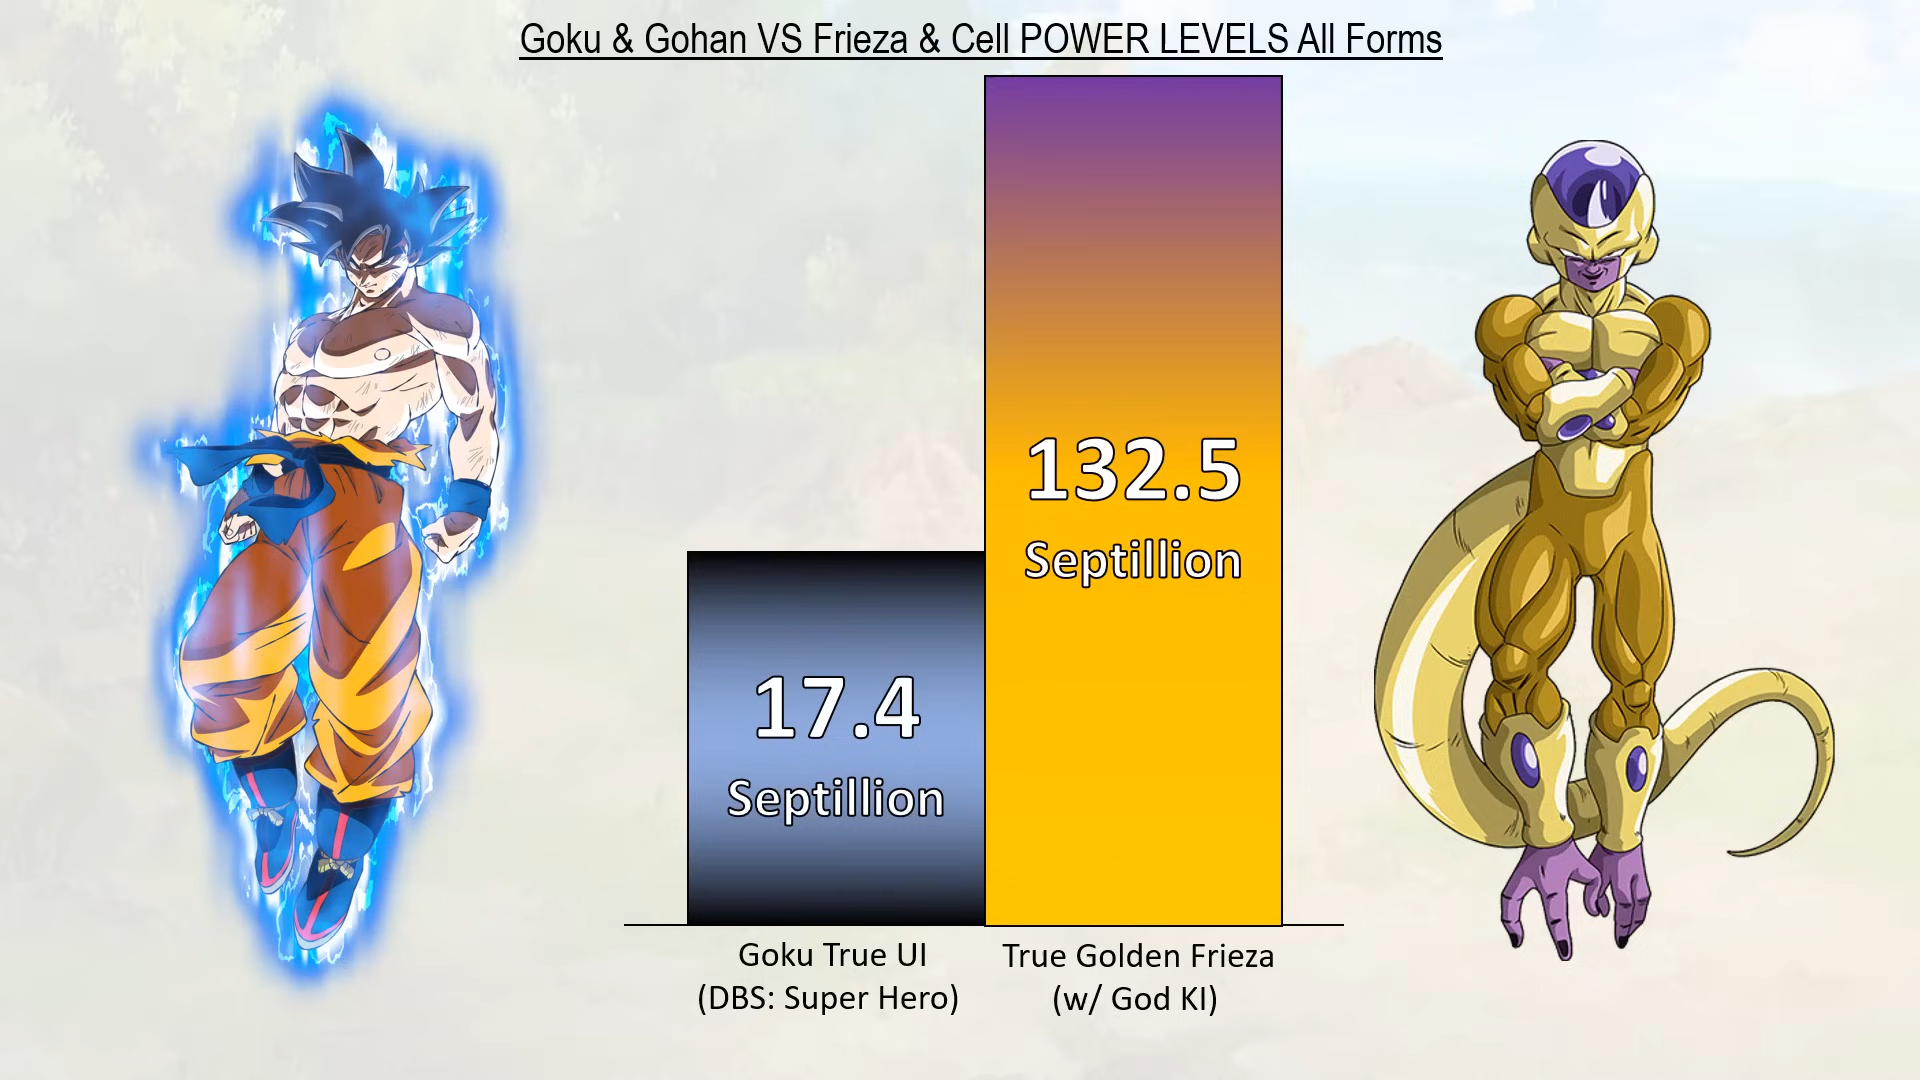 Goku & Gohan VS Frieza & Cell POWER LEVELS All Forms
132.5
Septillion
17.4
Septillion
Goku True UI
(DBS: Super Hero)
True Golden Frieza
(w/ God KI)